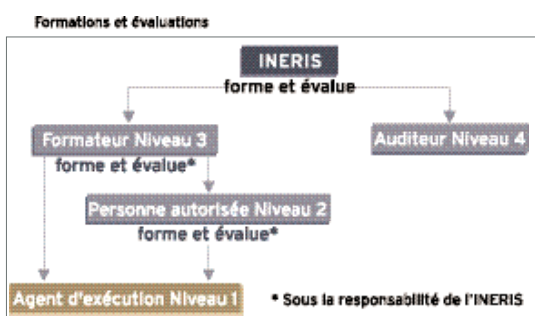 Formations et évaluations
INERIS
forme et évalue
Formateur Niveau 3
Auditeur Niveau 4
forme et évalue*
Personne autorisée Niveau 2
forme et évalue*
Agent d'exécution Niveau 1
* Sous la responsabilité de l'INERIS